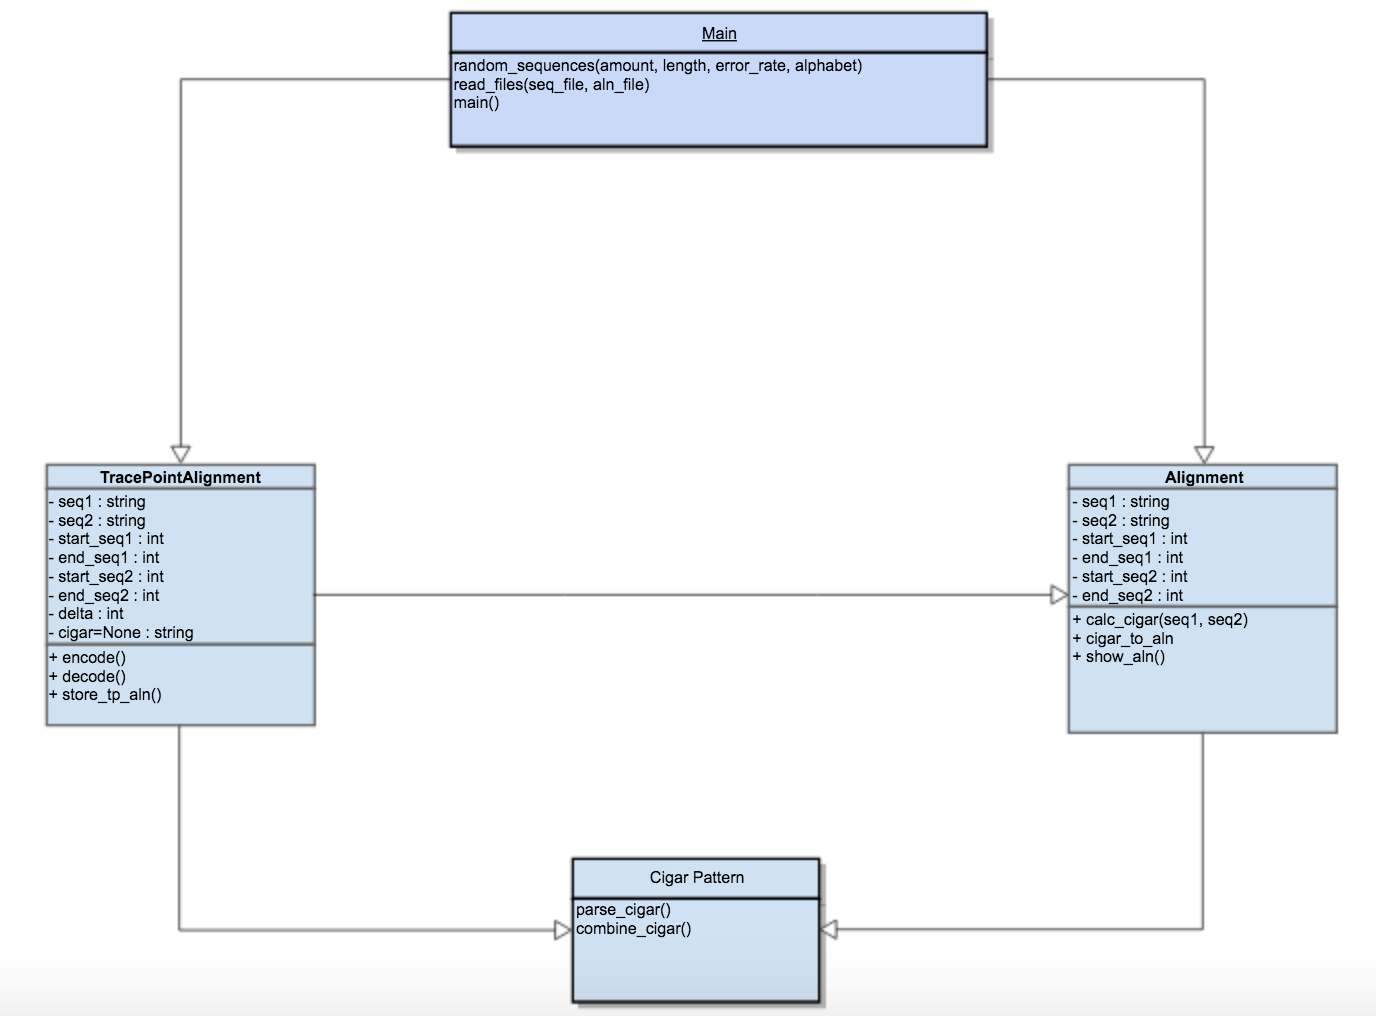 Main
random_sequences(amount, length, error_rate, alphabet)
read_files(seq_file, aln_file)
main()
TracePointAlignment
- seq1 : string
- seq2 : string
- start_seq1 : int
- end_seq1 : int
- start_seq2 : int
- end_seq2 : int
- delta : int
- cigar=None : string
+ encode()
+ decode()
+ store_tp_aln()
Alignment
- seq1 : string
- seq2 : string
- start_seq1 : int
- end_seq1 : int
- start_seq2 : int
- end_seq2 : int
+ calc_cigar(seq1, seq2)
+ cigar_to_aln
+ show_aln()
Cigar Pattern
parse_cigar()
combine_cigar()